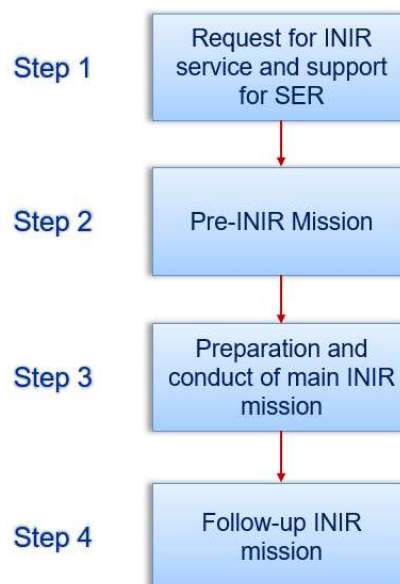 Step 1
Request for INIR
service and support
for SER
Step 2
Pre-INIR Mission
Step 3
Preparation and
conduct of main INIR
mission
Step 4
Follow-up INIR
mission